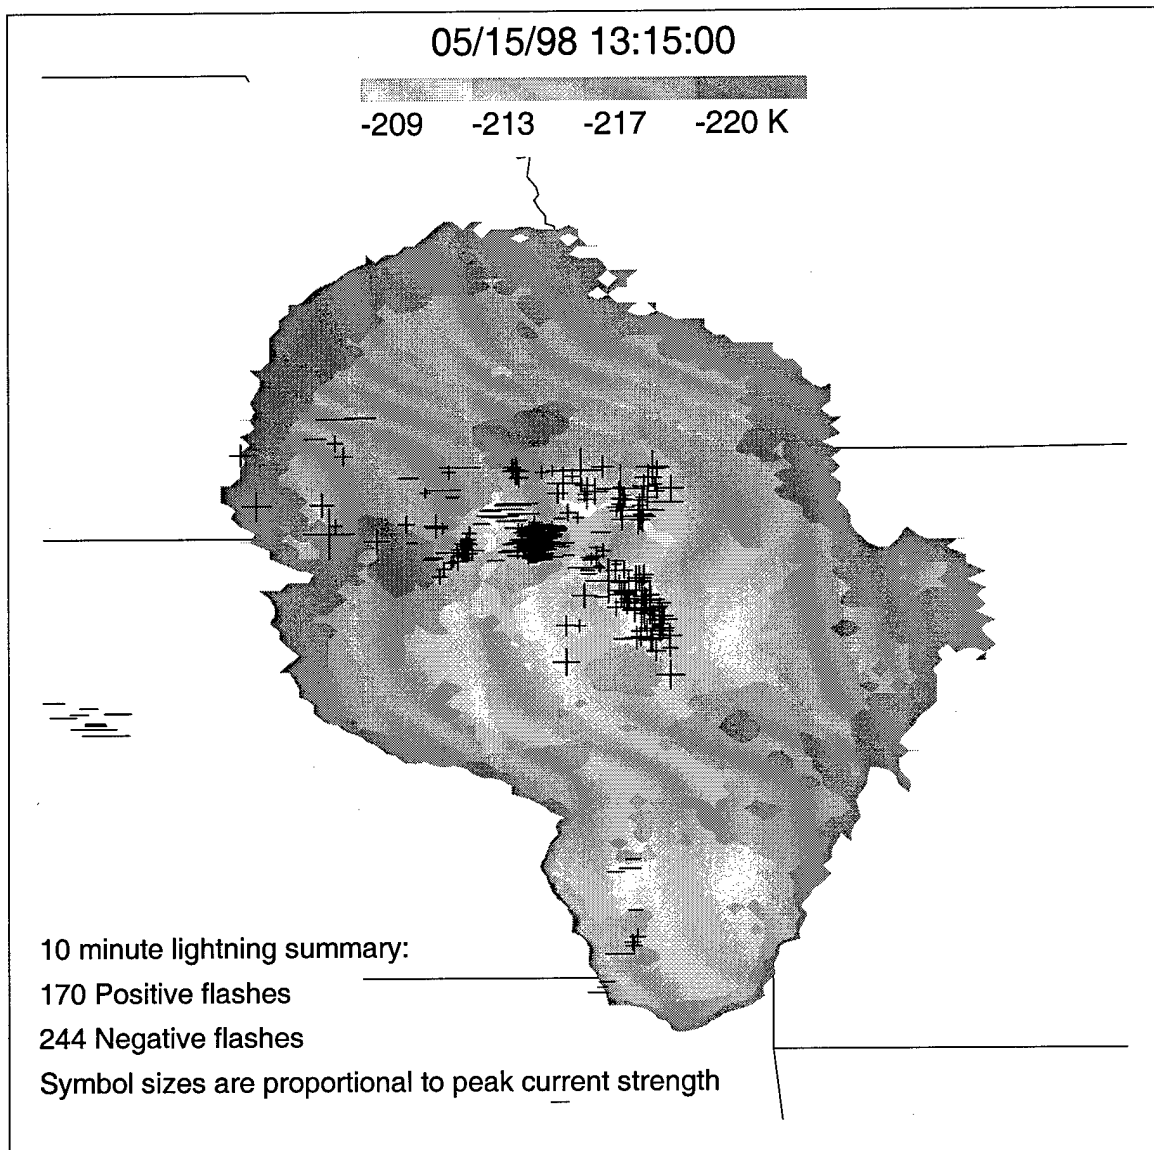 05/15/98 13:15:00
-209 -213 -217 -220 K
10 minute lightning summary:
170 Positive flashes
244 Negative flashes
Symbol sizes are proportional to peak current strength